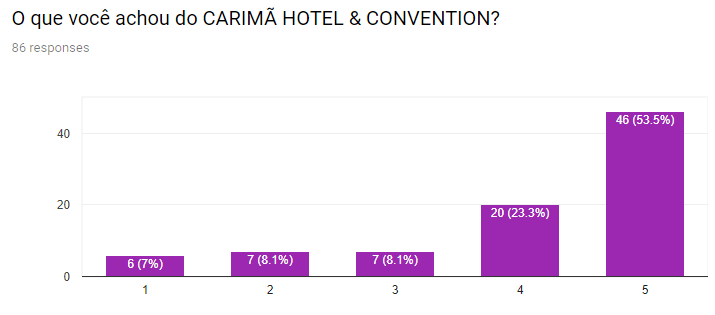 O que você achou do CARIMÃ HOTEL & CONVENTION?
86 responses
40
20
0
6 (7%)
7 (8.1%)
7 (8.1%)
20 (23.3%)
46 (53.5%)
1 2 3 4 5